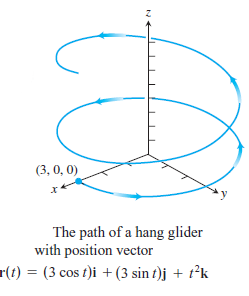 z
(3, 0, 0)
x
y
The path of a hang glider
with position vector
r(t) = (3 cos t)i + (3 sin t)j + t²k